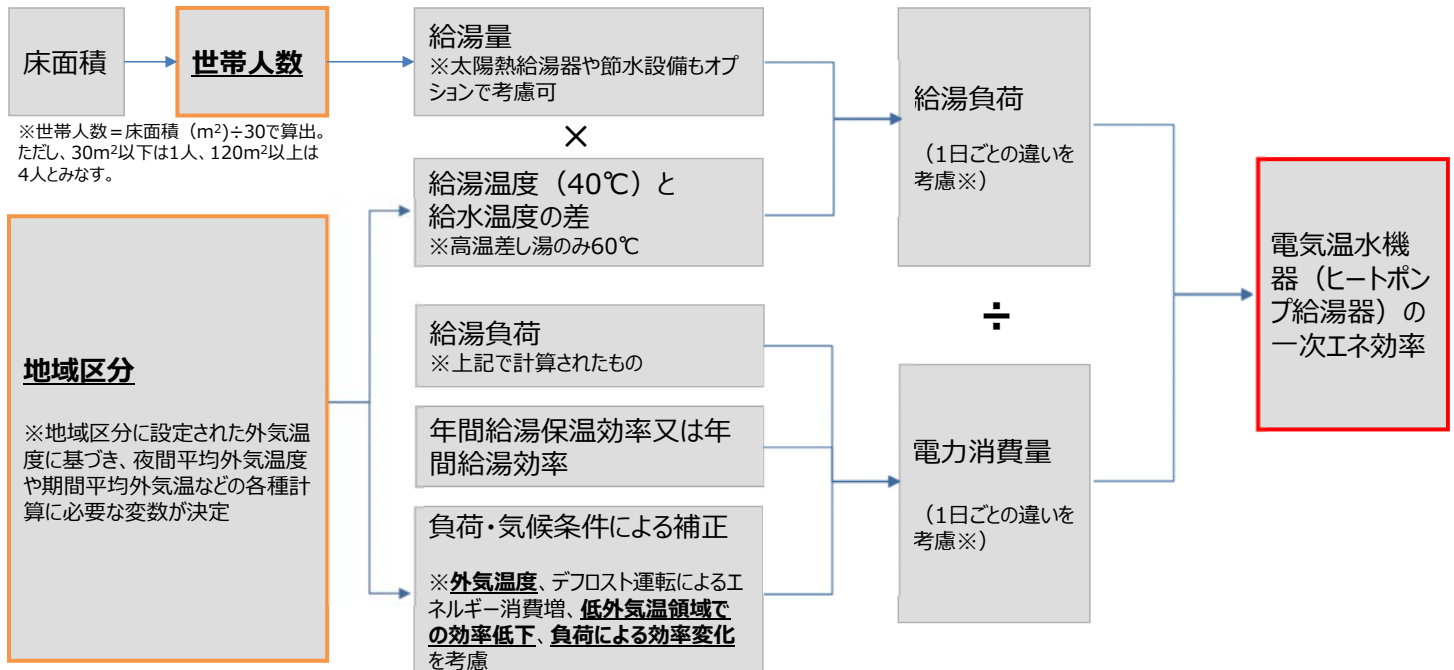 床面積
世帯人数
※世帯人数＝床面積（m²)÷30で算出。
ただし、30m²以下は1人、120m²以上は
4人とみなす。
給湯量
※太陽熱給湯器や節水設備もオプ
ションで考慮可
×
給湯温度（40℃）と
給水温度の差
※高温差し湯のみ60℃
給湯負荷
（1日ごとの違いを
考慮※）
地域区分
※地域区分に設定された外気温
度に基づき、夜間平均外気温度
や期間平均外気温などの各種計
算に必要な変数が決定
給湯負荷
※上記で計算されたもの
年間給湯保温効率又は年
間給湯効率
負荷・気候条件による補正
※外気温度、デフロスト運転によるエ
ネルギー消費増、低外気温領域で
の効率低下、負荷による効率変化
を考慮
÷
電力消費量
（1日ごとの違いを
考慮※）
電気温水機
器（ヒートポン
プ給湯器）の
一次エネ効率